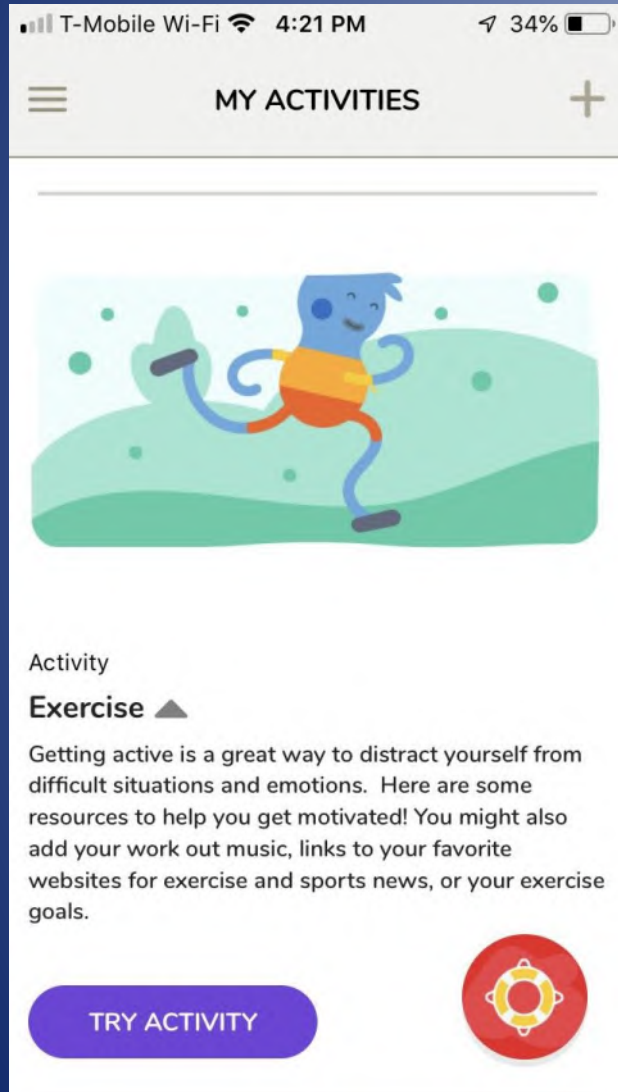 T-Mobile Wi-Fi 4:21 PM 34%
MY ACTIVITIES
Activity
Exercise
Getting active is a great way to distract yourself from
difficult situations and emotions.  Here are some
resources to help you get motivated! You might also
add your work out music, links to your favorite
websites for exercise and sports news, or your exercise
goals.
TRY ACTIVITY